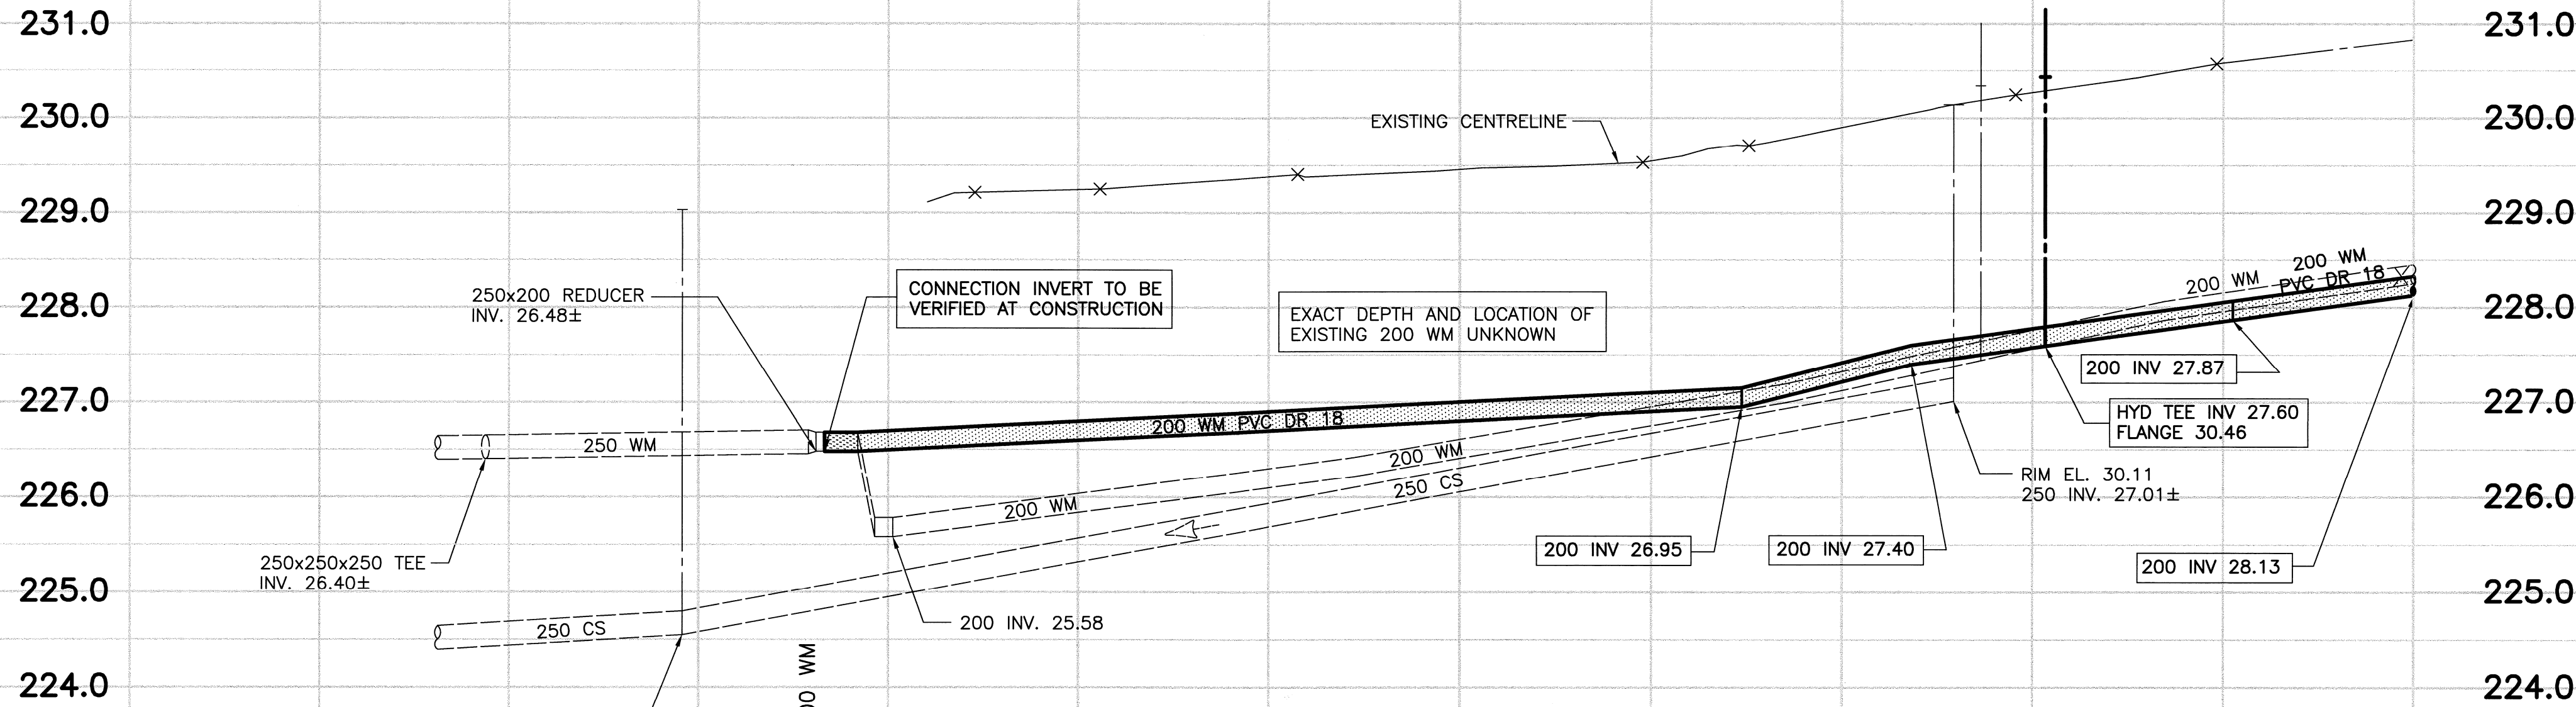 231.0
231.0
EXISTING CENTRELINE
230.0
230.0
229.0
229.0
200 WM
200 WM
PVC DR 18
250x200 REDUCER
INV. 26.48±
CONNECTION INVERT TO BE
VERIFIED AT CONSTRUCTION
EXACT DEPTH AND LOCATION OF
EXISTING 200 WM UNKNOWN
228.0
228.0
200 INV 27.87
227.0
227.0
HYD TEE INV 27.60
FLANGE 30.46
200 WM PVC DR 18
250 WM
200 WM
250 CS
RIM EL. 30.11
250 INV. 27.01±
226.0
226.0
200 WM
250x250x250 TEE
INV. 26.40±
200 INV 26.95
200 INV 27.40
200 INV 28.13
225.0
225.0
250 CS
200 INV. 25.58
224.0
224.0
00 WM